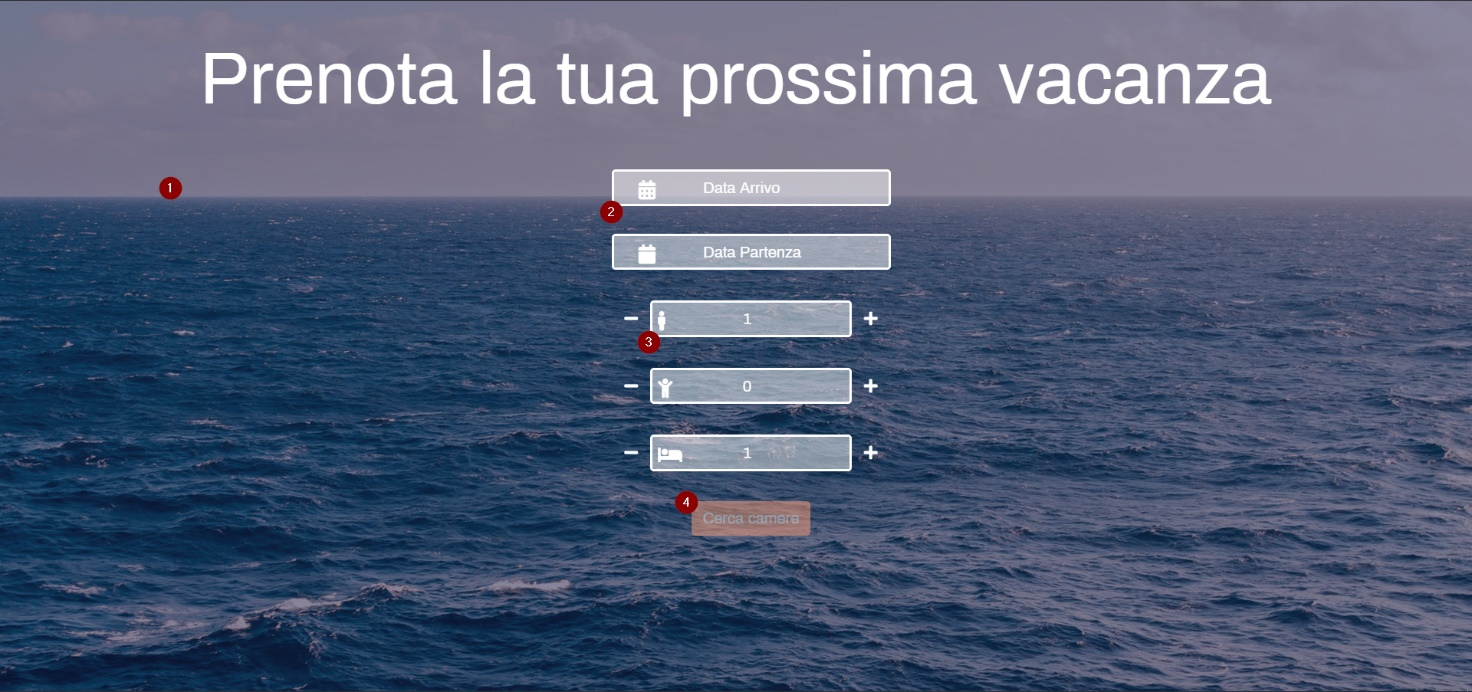 Prenota la tua prossima vacanza
1
Data Arrivo
2
Data Partenza
− 1 +
3
− 0 +
− 1 +
4
Cerca camere